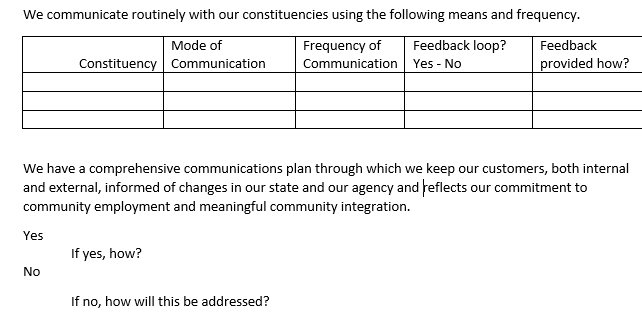 We communicate routinely with our constituencies using the following means and frequency.
Mode of Frequency of Feedback loop? Feedback
Constituency Communication Communication Yes - No provided how?
We have a comprehensive communications plan through which we keep our customers, both internal
and external, informed of changes in our state and our agency and reflects our commitment to
community employment and meaningful community integration.
Yes
If yes, how?
No
If no, how will this be addressed?